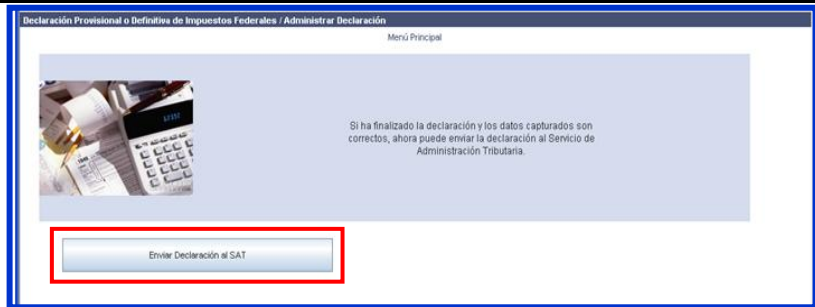 Declaración Provisional o Definitiva de Impuestos Federales / Administrar Declaración
Menú Principal
Si ha finalizado la declaración y los datos capturados son
correctos, ahora puede enviar la declaración al Servicio de
Administración Tributaria.
Enviar Declaración al SAT